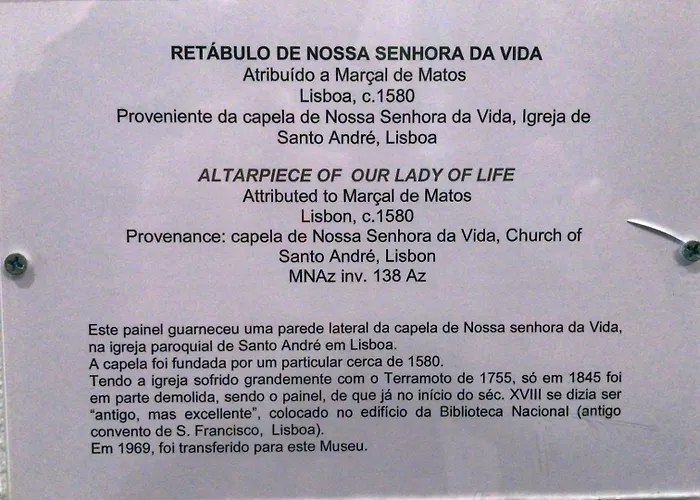 RETÁBULO DE NOSSA SENHORA DA VIDA
Atribuído a Marçal de Matos
Lisboa, c.1580
Proveniente da capela de Nossa Senhora da Vida, Igreja de
Santo André, Lisboa
ALTARPIECE OF OUR LADY OF LIFE
Attributed to Marçal de Matos
Lisbon, c.1580
Provenance: capela de Nossa Senhora da Vida, Church of
Santo André, Lisbon
MNAz inv. 138 Az
Este painel guarneceu uma parede lateral da capela de Nossa senhora da Vida,
na igreja paroquial de Santo André em Lisboa.
A capela foi fundada por um particular cerca de 1580.
Tendo a igreja sofrido grandemente com o Terramoto de 1755, só em 1845 foi
em parte demolida, sendo o painel, de que já no início do séc. XVIII se dizia ser
“antigo, mas excellente”, colocado no edifício da Biblioteca Nacional (antigo
convento de S. Francisco, Lisboa).
Em 1969, foi transferido para este Museu.